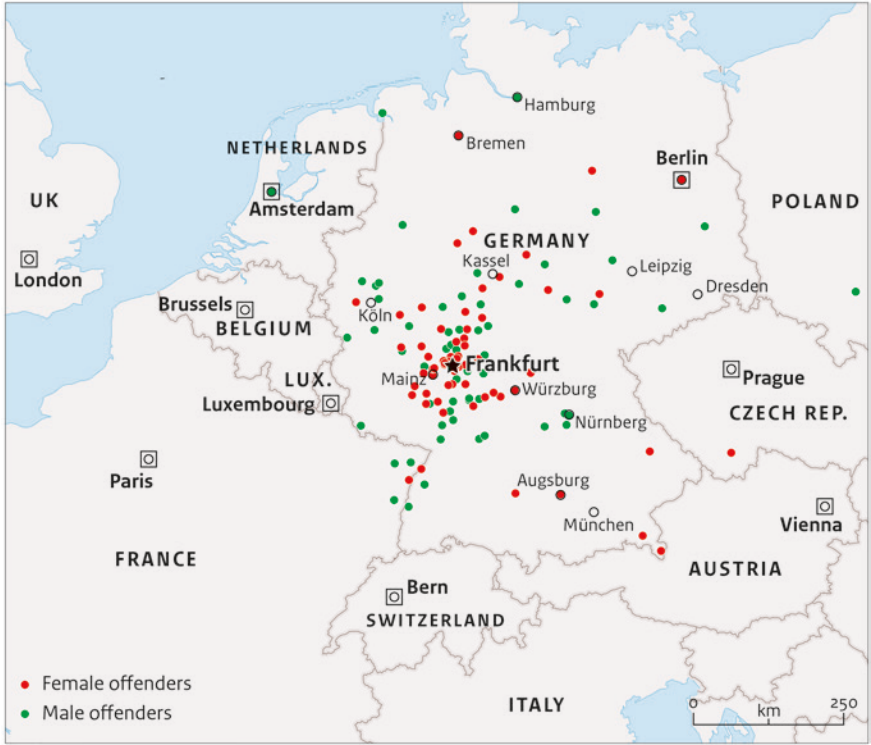 Hamburg
Bremen
NETHERLANDS
Berlin
UK
Amsterdam
POLAND
GERMANY
London
Kassel
Leipzig
Dresden
Brussels
Köln
BELGIUM
Frankfurt
LUX.
Mainz
Prague
Würzburg
Luxembourg
CZECH REP.
Nürnberg
Paris
Augsburg
München
Vienna
FRANCE
AUSTRIA
Bern
SWITZERLAND
Female offenders
Male offenders
ITALY
0 km 250